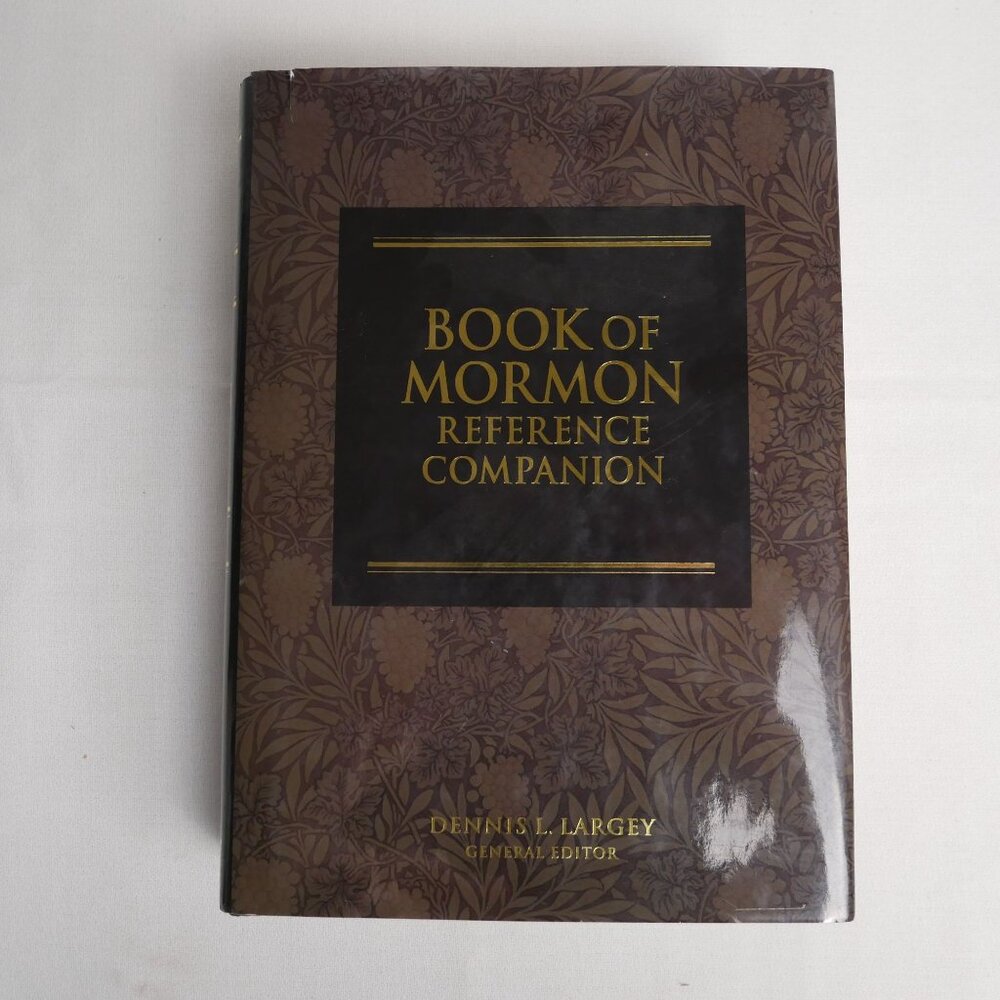 BOOK OF
MORMON
REFERENCE
COMPANION
DENNIS L. LARGEY
GENERAL EDITOR